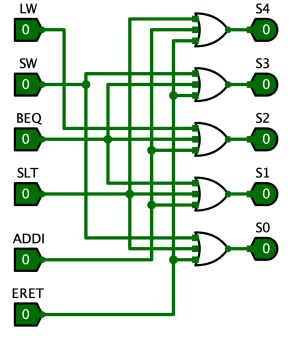 LW S4
0 0
SW S3
0 0
BEQ S2
0 0
SLT S1
0 0
ADDI S0
0 0
ERET
0